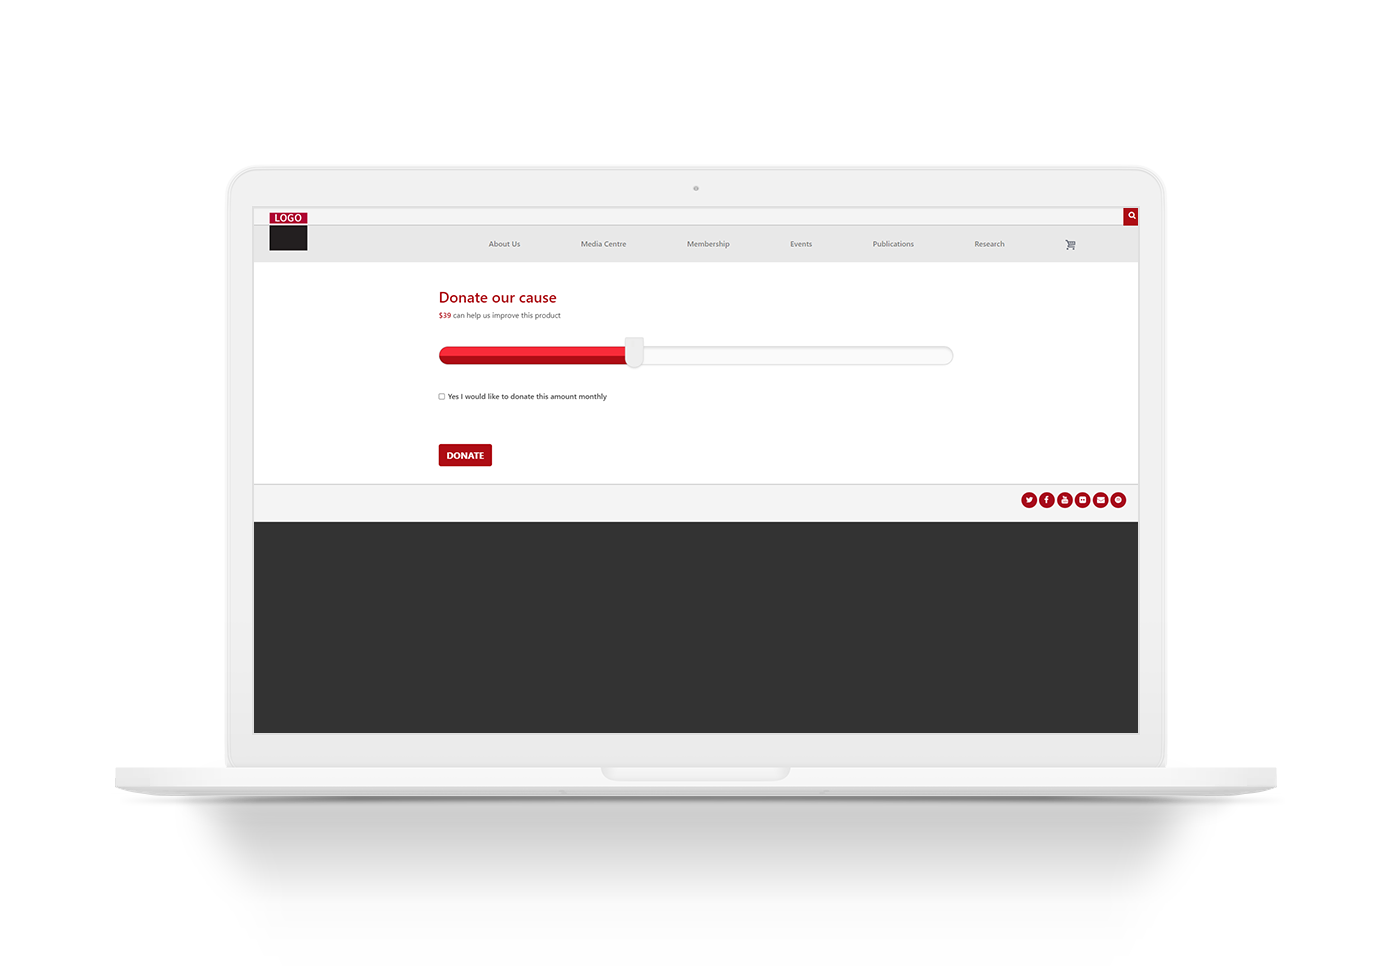 LOGO
About Us Media Centre Membership Events Publications Research
Donate our cause
$39 can help us improve this product
Yes I would like to donate this amount monthly
DONATE